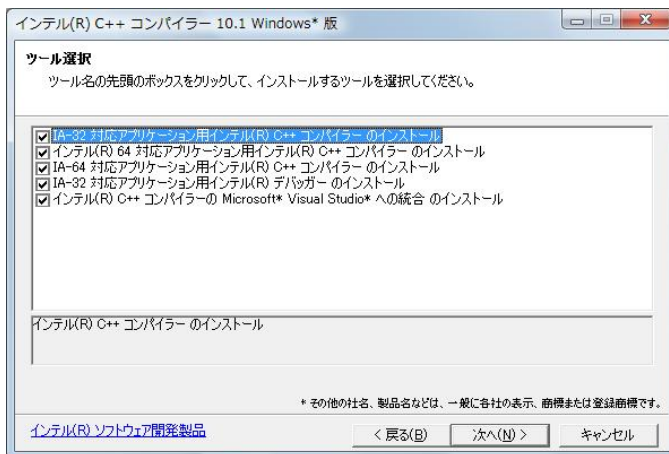 インテル(R) C++ コンパイラー 10.1 Windows* 版
ツール選択
ツール名の先頭のボックスをクリックして、インストールするツールを選択してください。
IA-32 対応アプリケーション用インテル(R) C++ コンパイラー のインストール
インテル(R) 64 対応アプリケーション用インテル(R) C++ コンパイラー のインストール
IA-64 対応アプリケーション用インテル(R) C++ コンパイラー のインストール
IA-32 対応アプリケーション用インテル(R) デバッガー のインストール
インテル(R) C++ コンパイラーの Microsoft* Visual Studio* への統合 のインストール
インテル(R) C++ コンパイラー のインストール
* その他の社名、製品名などは、一般に各社の表示、商標または登録商標です。
インテル(R) ソフトウェア開発製品
< 戻る(B)
次へ(N) >
キャンセル